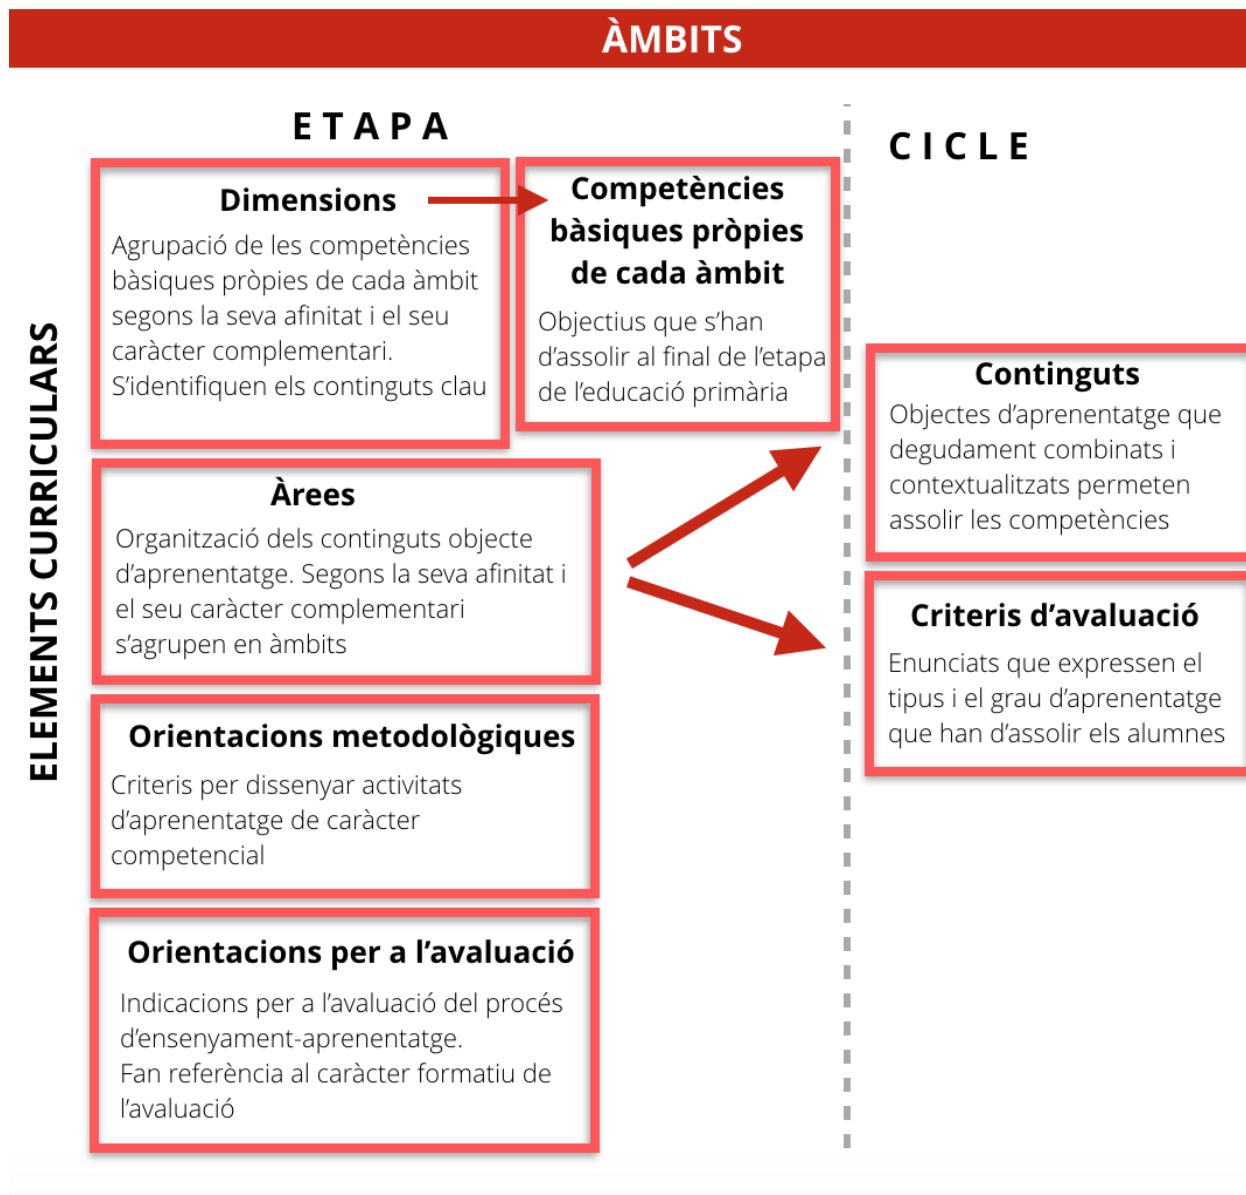 ÀMBITS
ELEMENTS CURRICULARS
ETAPA
Dimensions
Agrupació de les competències
bàsiques pròpies de cada àmbit
segons la seva afinitat i el seu
caràcter complementari.
S’identifiquen els continguts clau
Competències
bàsiques pròpies
de cada àmbit
Objectius que s’han
d’assolir al final de l’etapa
de l’educació primària
Àrees
Organització dels continguts objecte
d’aprenentatge. Segons la seva afinitat i
el seu caràcter complementari
s’agrupen en àmbits
Orientacions metodològiques
Criteris per dissenyar activitats
d’aprenentatge de caràcter
competencial
Orientacions per a l’avaluació
Indicacions per a l’avaluació del procés
d’ensenyament-aprenentatge.
Fan referència al caràcter formatiu de
l’avaluació
CICLE
Continguts
Objectes d’aprenentatge que
degudament combinats i
contextualitzats permeten
assolir les competències
Criteris d’avaluació
Enunciats que expressen el
tipus i el grau d’aprenentatge
que han d’assolir els alumnes